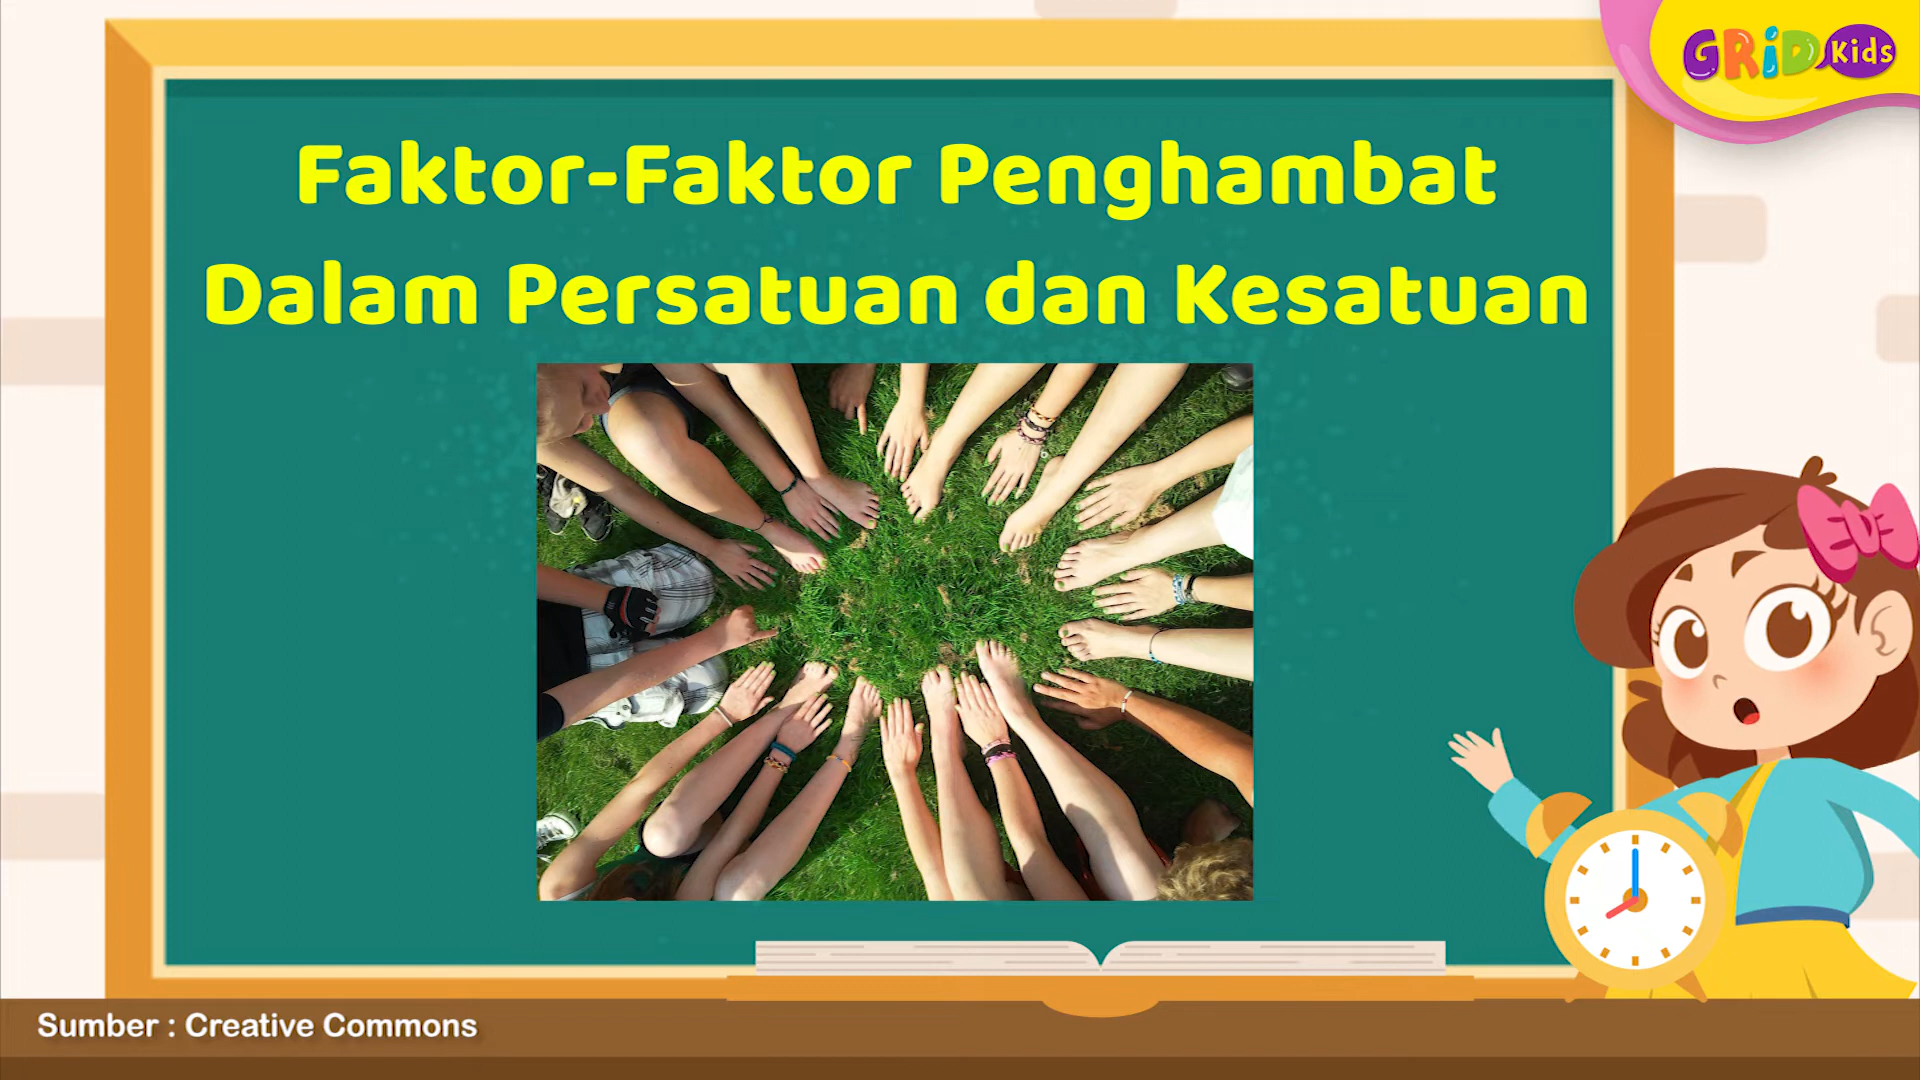 GRiD Kids
Faktor-Faktor Penghambat
Dalam Persatuan dan Kesatuan
Sumber : Creative Commons